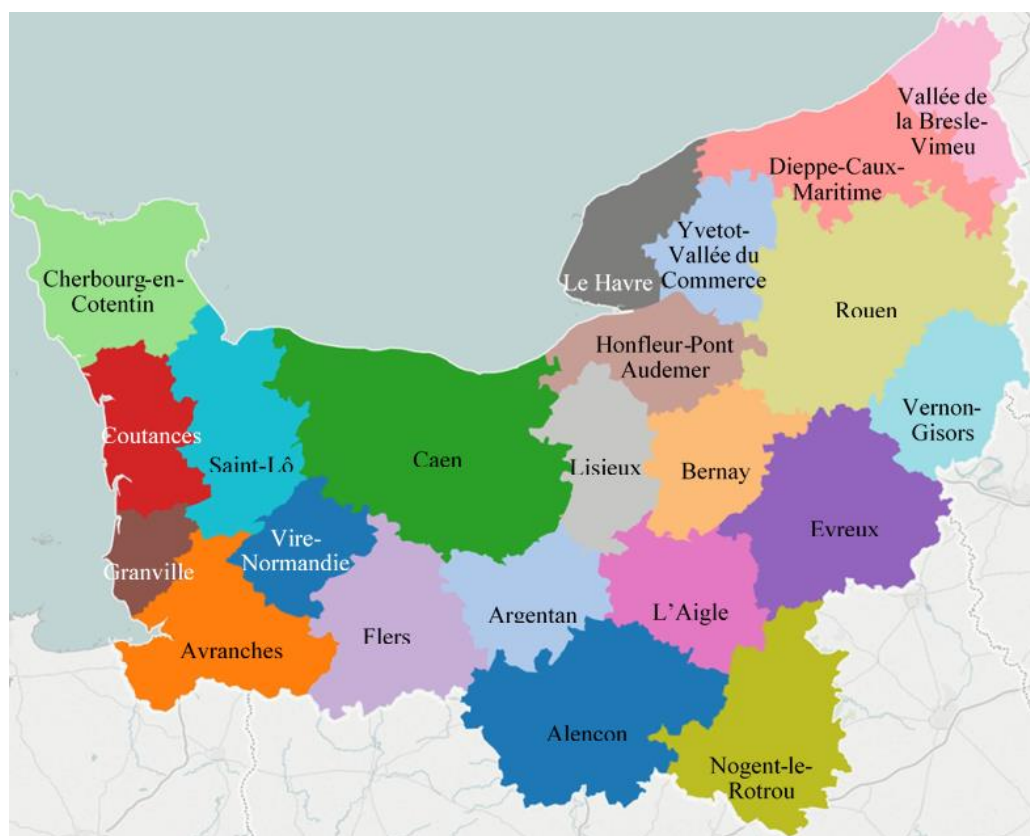 Vallée de
la Bresle-
Vimeu
Dieppe-Caux-
Maritime
Yvetot-
Vallée du
Commerce
Le Havre
Cherbourg-en-
Cotentin
Rouen
Honfleur-Pont
Audemer
Vernon-
Gisors
Coutances
Saint-Lô
Caen
Lisieux
Bernay
Evreux
Vire-
Normandie
Granville
Argentan
L'Aigle
Flers
Avranches
Alencon
Nogent-le-
Rotrou